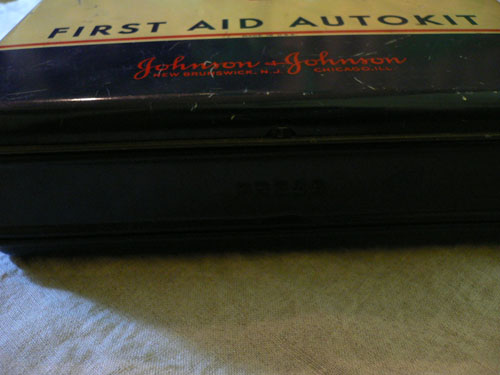 FIRST AID AUTOKIT
Johnson & Johnson
NEW BRUNSWICK, N.J. CHICAGO, ILL.